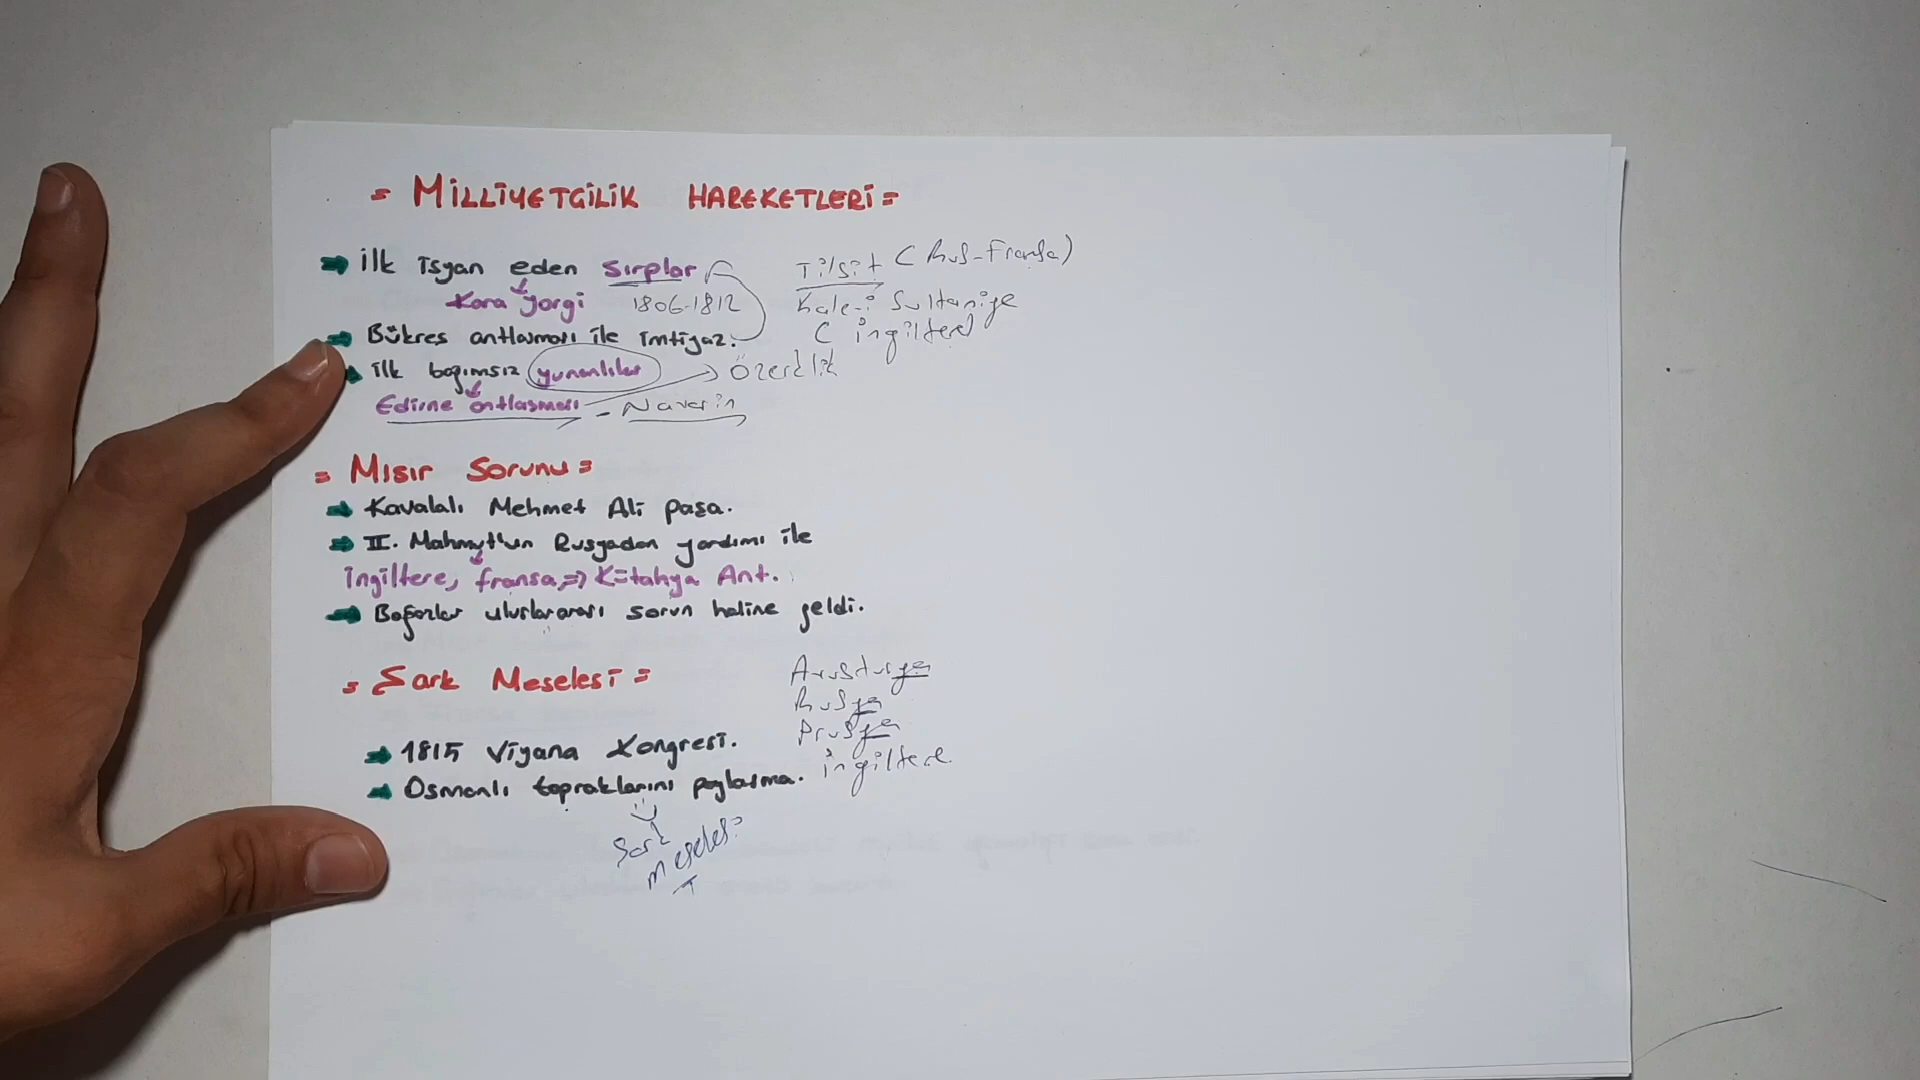 = MİLLİYETÇİLİK HAREKETLERİ =
➡ İlk isyan eden Sırplar
Kara Yorgi 1806-1812
➡ Bükreş antlaşması ile imtiyaz.
➡ ilk bağımsız yunanlılar → Özerklik
Edirne antlaşması - Navarin
Tilsit ( Rus-Fransa)
Kale-i Sultaniye
( İngiltere)
= Mısır Sorunu =
➡ Kavalalı Mehmet Ali paşa.
➡ II. Mahmut'un Rusyadan yardımı ile
İngiltere, fransa, => Kütahya Ant.
➡ Boğazlar uluslararası sorun haline geldi.
= Şark Meselesi =
➡ 1815 Viyana Kongresi.
➡ Osmanlı topraklarını paylaşma.
Şark
meselesi
Avusturya
Rusya
Prusya
İngiltere